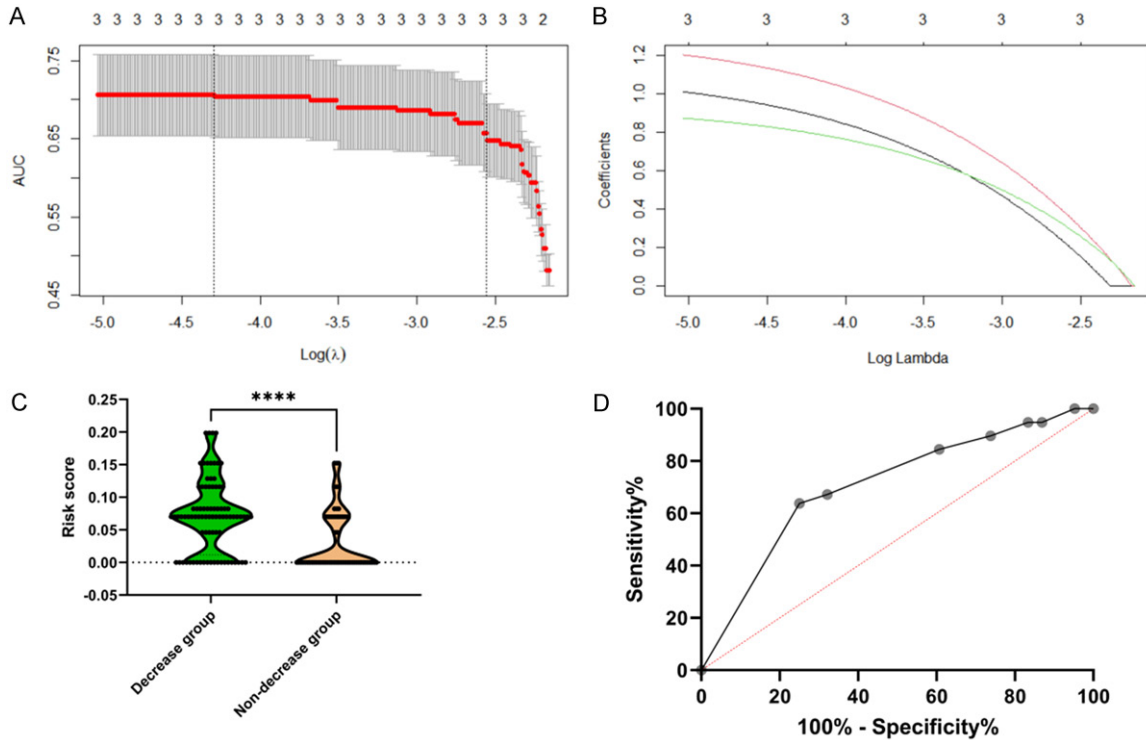 A
3 3 3 3 3 3 3 3 3 3 3 3 3 3 3 3 3 3 3 3 3 3 3 2
0.75
0.65
0.55
0.45
AUC
-5.0 -4.5 -4.0 -3.5 -3.0 -2.5
Log(λ)
B
3 3 3 3 3 3
1.2
1.0
0.8
0.6
0.4
0.2
0.0
Coefficients
-5.0 -4.5 -4.0 -3.5 -3.0 -2.5
Log Lambda
C
****
0.25
0.20
0.15
0.10
0.05
0.00
-0.05
Risk score
Decrease group
Non-decrease group
D
100
80
60
40
20
0
Sensitivity%
0 20 40 60 80 100
100% - Specificity%